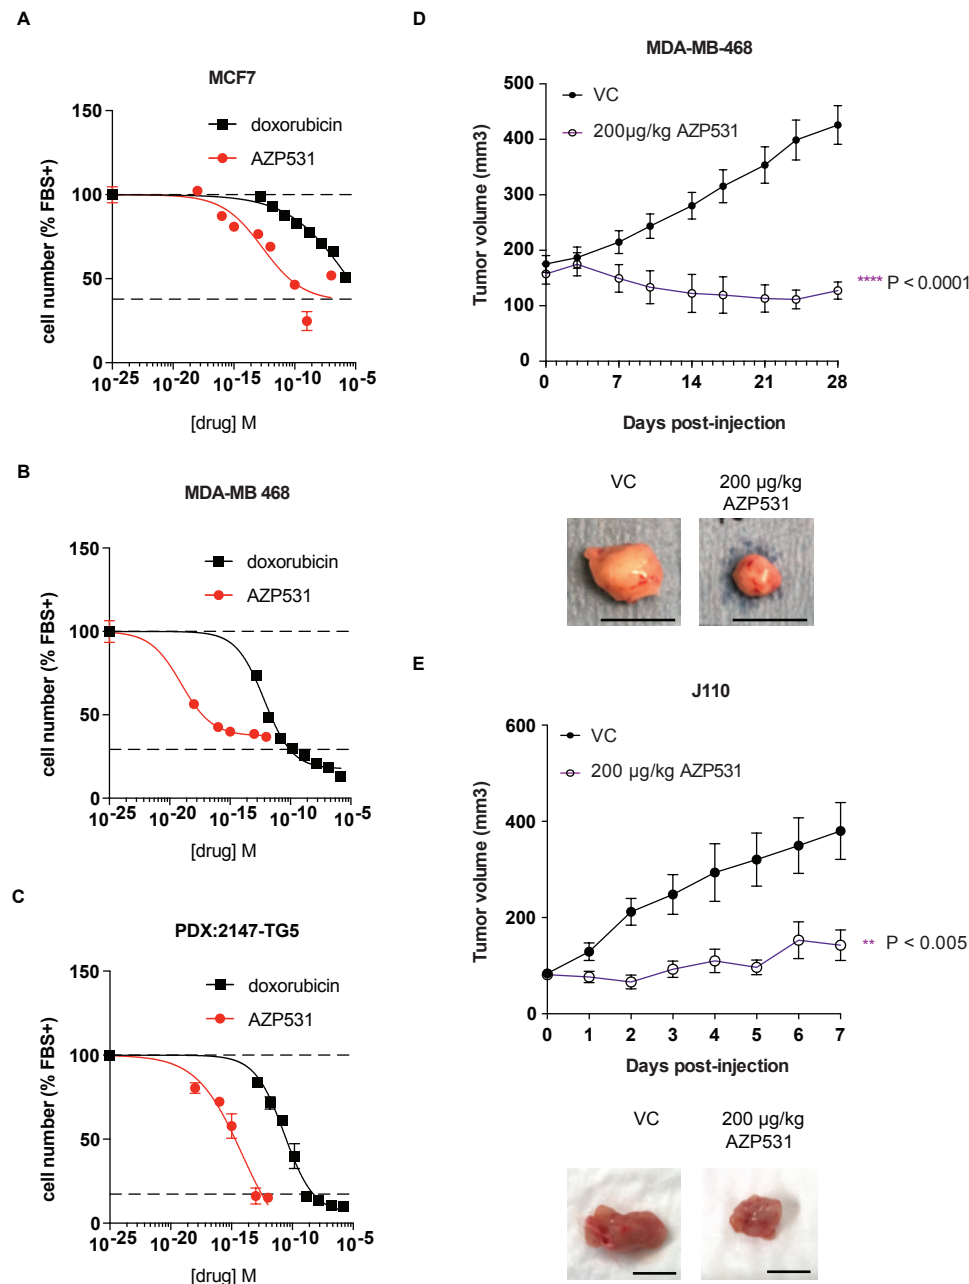 A
MCF7
150
100
50
0
cell number (% FBS+)
doxorubicin
AZP531
10-25
10-20
10-15
10-10
10-5
[drug] M
B
MDA-MB 468
150
100
50
0
cell number (% FBS+)
doxorubicin
AZP531
10-25
10-20
10-15
10-10
10-5
[drug] M
C
PDX:2147-TG5
150
100
50
0
cell number (% FBS+)
doxorubicin
AZP531
10-25
10-20
10-15
10-10
10-5
[drug] M
D
MDA-MB-468
500
400
300
200
100
0
Tumor volume (mm3)
VC
200µg/kg AZP531
**** P < 0.0001
0
7
14
21
28
Days post-injection
VC
200 µg/kg
AZP531
E
J110
600
400
200
0
Tumor volume (mm3)
VC
200 µg/kg AZP531
** P < 0.005
0
1
2
3
4
5
6
7
Days post-injection
VC
200 µg/kg
AZP531